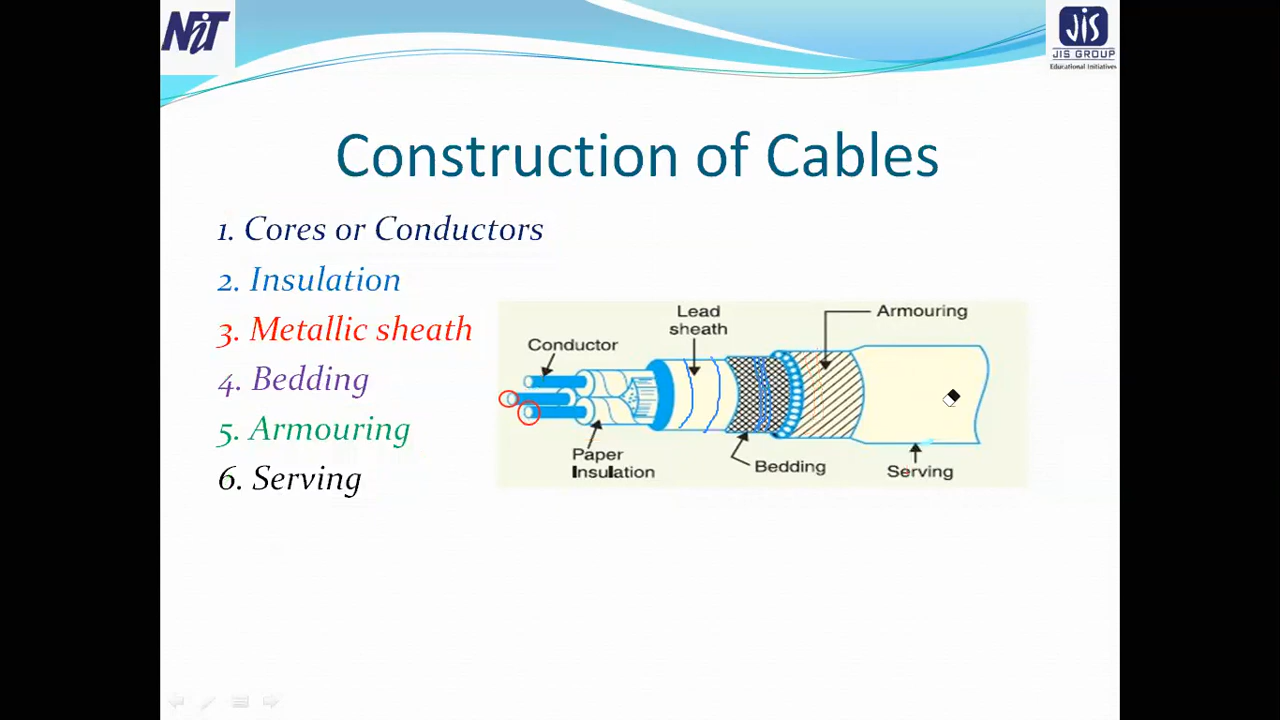 NiT
JIS
JIS GROUP
Educational Initiatives
Construction of Cables
1. Cores or Conductors
2. Insulation
3. Metallic sheath
4. Bedding
5. Armouring
6. Serving
Lead
sheath
Armouring
Conductor
Paper
Insulation
Bedding
Serving